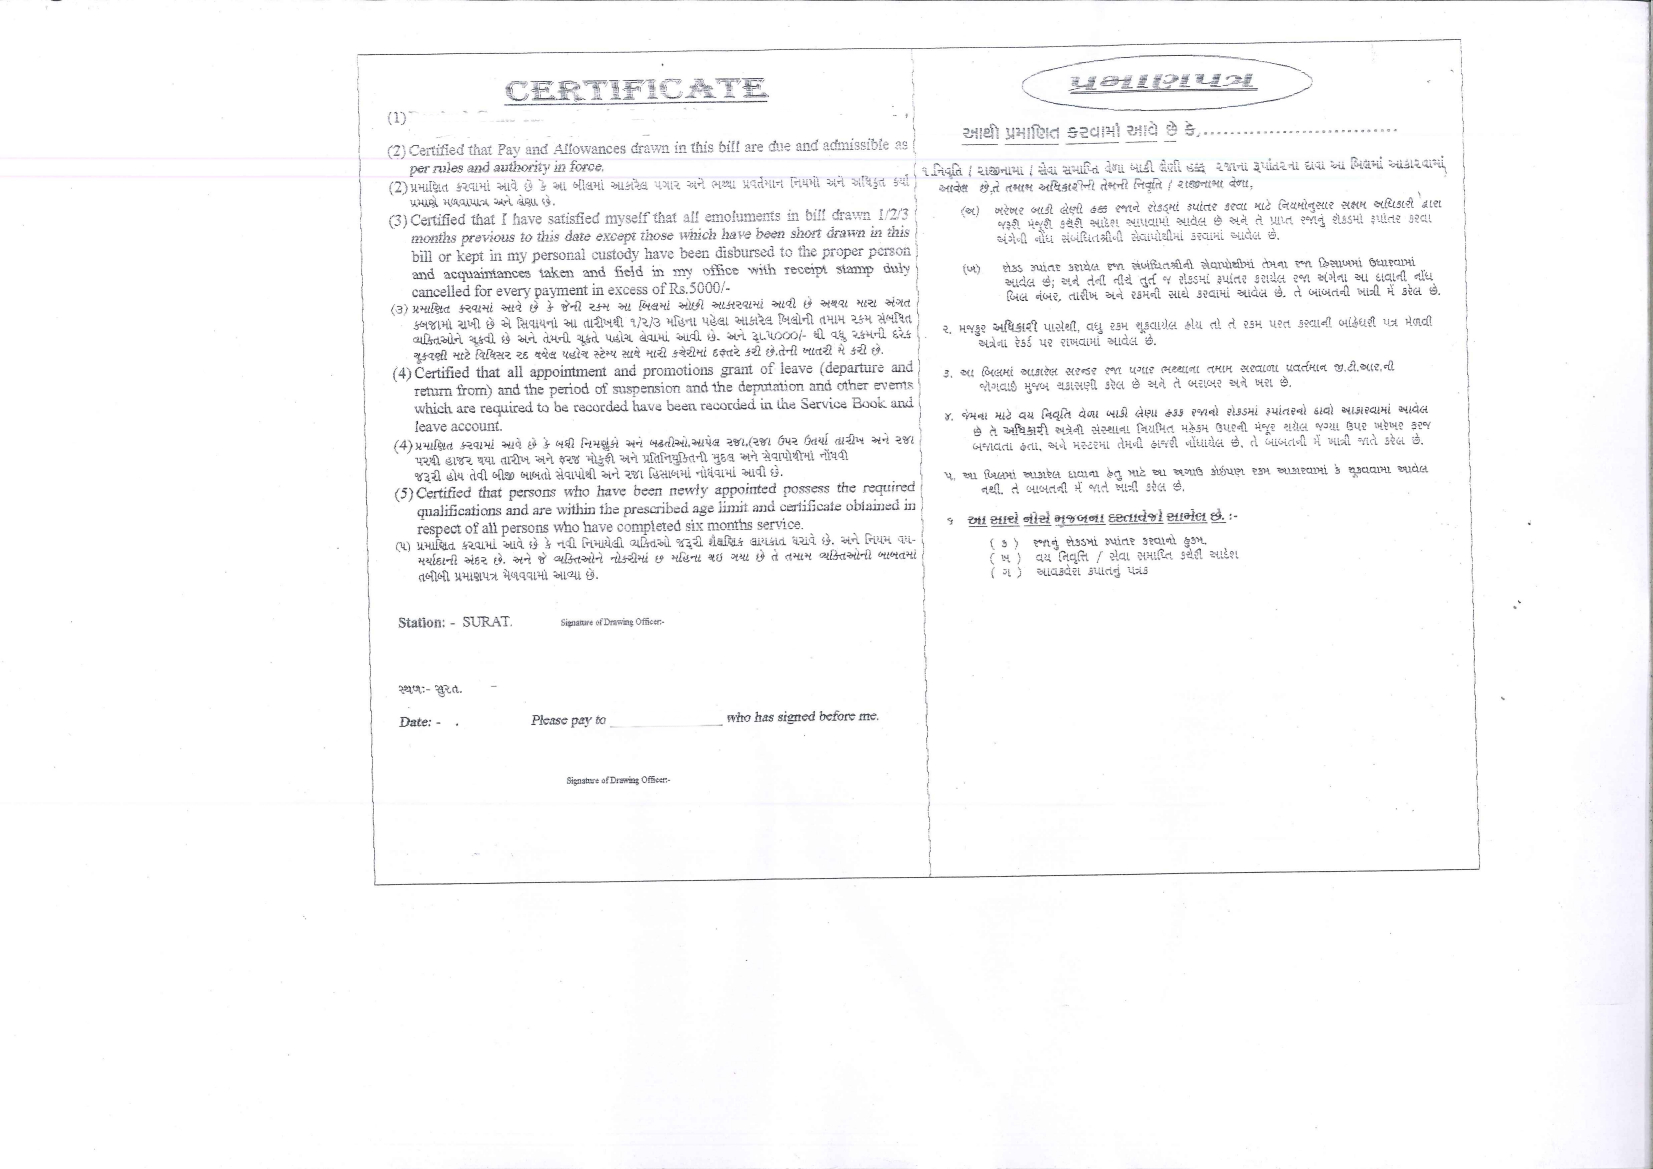 CERTIFICATE
(1)
(2) Certified that Pay and Allowances drawn in this bill are due and admissible as
per rules and authority in force.
(2) પ્રમાણિત કરવામાં આવે છે કે આ બીલમાં આકારેલ પગાર અને ભથ્થા પ્રવર્તમાન નિયમો અને અધિકૃત કર્યા
પ્રમાણે મળવાપાત્ર અને લેણા છે.
(3) Certified that I have satisfied myself that all emoluments in bill drawn 1/2/3
months previous to this date except those which have been short drawn in this
bill or kept in my personal custody have been disbursed to the proper person
and acquaintances taken and field in my office with receipt stamp duly
cancelled for every payment in excess of Rs.5000/-
(૩) પ્રમાણિત કરવામાં આવે છે કે જેની રકમ આ બિલમાં ઓછી આકારવામાં આવી છે અથવા મારા અંગત
કબજામાં રાખી છે એ સિવાયનાં આ તારીખથી ૧/૨/૩ મહિના પહેલા આકારેલ બિલોની તમામ રકમ સંબંધિત
વ્યક્તિઓને ચૂકવી છે અને તેમની ચૂકતે પહોંચ લેવામાં આવી છે. અને રૂા.૫૦૦૦/- થી વધુ રકમની દરેક
ચૂકવણી માટે વિધિસર રદ થયેલ પહોચ સ્ટેમ્પ સાથે મારી કચેરીમાં દફતરે કરી છે.તેની ખાતરી મેં કરી છે.
(4) Certified that all appointment and promotions grant of leave (departure and
return from) and the period of suspension and the deputation and other events
which are required to be recorded have been recorded in the Service Book and
leave account.
(૪) પ્રમાણિત કરવામાં આવે છે કે બધી નિમણૂંકો અને બઢતીઓ,આપેલ રજા,(રજા ઉપર ઉતર્યા તારીખ અને રજા
પરથી હાજર થયા તારીખ અને ફરજ મોકુફી અને પ્રતિનિયુક્તિની મુદ્દત અને સેવાપોથીમાં નોંધવી
જરૂરી હોય તેવી બીજી બાબતો સેવાપોથી અને રજા હિસાબમાં નોંધવામાં આવી છે.
(5) Certified that persons who have been newly appointed possess the required
qualifications and are within the prescribed age limit and certificate obtained in
respect of all persons who have completed six months service.
(૫) પ્રમાણિત કરવામાં આવે છે કે નવી નિમાયેલી વ્યક્તિઓ જરૂરી શૈક્ષણિક લાયકાત ધરાવે છે. અને નિયમ વય-
મર્યાદાની અંદર છે. અને જે વ્યક્તિઓને નોકરીમાં છ મહિના થઇ ગયા છે તે તમામ વ્યક્તિઓની બાબતમાં
તબીબી પ્રમાણપત્ર મેળવવામાં આવ્યા છે.
Station: - SURAT. Signature of Drawing Officer:-
સ્થળ:- સુરત.
Date: - . Please pay to ________________ who has signed before me.
Signature of Drawing Officer:-
પ્રમાણપત્ર
આથી પ્રમાણિત કરવામાં આવે છે કે,................................
૧.નિવૃતિ / રાજીનામા / સેવા સમાપ્તિ વેળા બાકી લેણી હક્ક રજાના રૂપાંતરના દાવા આ બિલમાં આકારવામાં
આવેલ છે,તે તમામ અધિકારીની તેમની નિવૃતિ / રાજીનામા વેળા,
(અ) ખરેખર બાકી લેણી હક્ક રજાને રોકડમાં રૂપાંતર કરવા માટે નિયમોનુસાર સક્ષમ અધિકારી દ્વારા
જરૂરી મંજૂરી કચેરી આદેશ આપવામાં આવેલ છે અને તે પ્રાપ્ત રજાનું રોકડમાં રૂપાંતર કરવા
અંગેની નોંધ સંબંધિતશ્રીની સેવાપોથીમાં કરવામાં આવેલ છે.
(બ) રોકડ રૂપાંતર કરાયેલ રજા સંબંધિતશ્રીની સેવાપોથીમાં તેમના રજા હિસાબમાં ઉધારવામાં
આવેલ છે; અને તેની નીચે તુર્ત જ રોકડમાં રૂપાંતર કરાયેલ રજા અંગેના આ દાવાની નોંધ
બિલ નંબર, તારીખ અને રકમની સાથે કરવામાં આવેલ છે. તે બાબતની ખાત્રી મેં કરેલ છે.
૨. મજકુર અધિકારી પાસેથી, વધુ રકમ ચૂકવાયેલ હોય તો તે રકમ પરત કરવાની બાંહેધરી પત્ર મેળવી
અત્રેના રેકર્ડ પર રાખવામાં આવેલ છે.
૩. આ બિલમાં આકારેલ સરન્ડર રજા પગાર ભથ્થાના તમામ સરવાળા પ્રવર્તમાન જી.ટી.આર.ની
જોગવાઈ મુજબ ચકાસણી કરેલ છે અને તે બરાબર અને ખરા છે.
૪. જેમના માટે વય નિવૃતિ વેળા બાકી લેણા હક્ક રજાનો રોકડમાં રૂપાંતરનો દાવો આકારવામાં આવેલ
છે તે અધિકારી અત્રેની સંસ્થાના નિયમિત મહેકમ ઉપરની મંજૂર થયેલ જગ્યા ઉપર ખરેખર ફરજ
બજાવતા હતા, અને મસ્ટરમાં તેમની હાજરી નોંધાયેલ છે, તે બાબતની મેં ખાત્રી જાતે કરેલ છે.
૫. આ બિલમાં આકારેલ દાવાના હેતુ માટે આ અગાઉ કોઇપણ રકમ આકારવામાં કે ચૂકવવામાં આવેલ
નથી. તે બાબતની મેં જાતે ખાત્રી કરેલ છે.
૬ આ સાથે નીચે મુજબના દસ્તાવેજો સામેલ છે. :-
( ક ) રજાનું રોકડમાં રૂપાંતર કરવાનો હુકમ,
( ખ ) વય નિવૃત્તિ / સેવા સમાપ્તિ કચેરી આદેશ
( ગ ) આવકવેરા કપાતનું પત્રક